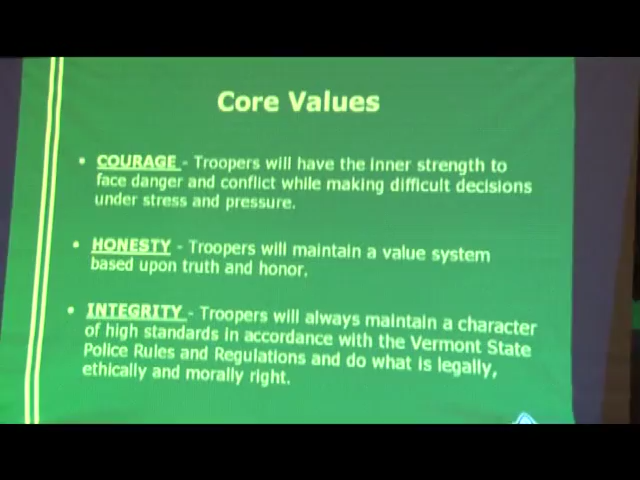 Core Values
• COURAGE - Troopers will have the inner strength to
face danger and conflict while making difficult decisions
under stress and pressure.
• HONESTY - Troopers will maintain a value system
based upon truth and honor.
• INTEGRITY - Troopers will always maintain a character
of high standards in accordance with the Vermont State
Police Rules and Regulations and do what is legally,
ethically and morally right.